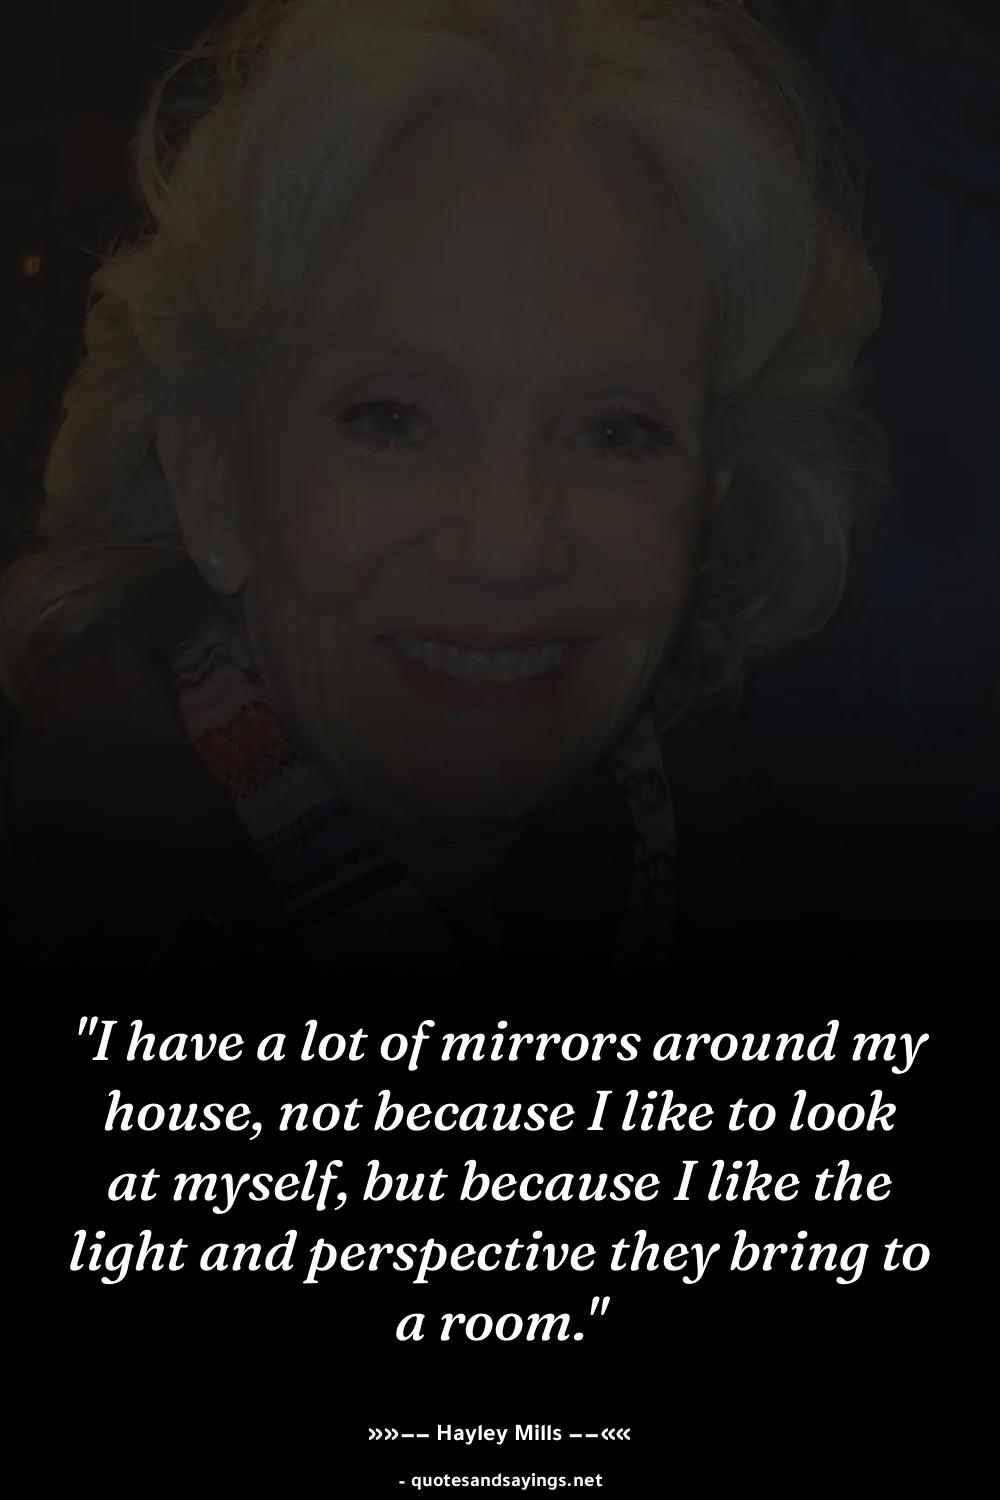 "I have a lot of mirrors around my
house, not because I like to look
at myself, but because I like the
light and perspective they bring to
a room."
»»–– Hayley Mills ––««
- quotesandsayings.net